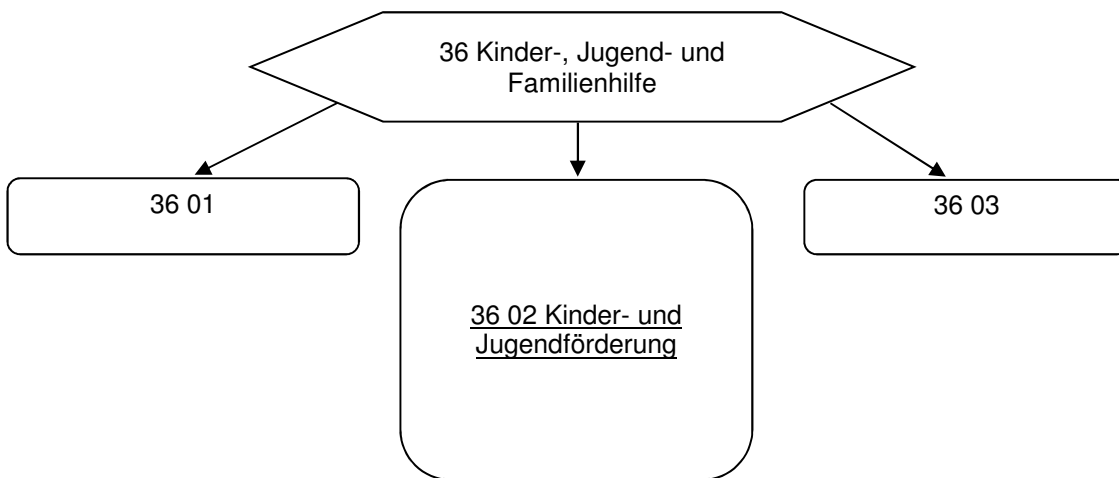 36 Kinder-, Jugend- und
Familienhilfe
36 01
36 03
36 02 Kinder- und
Jugendförderung